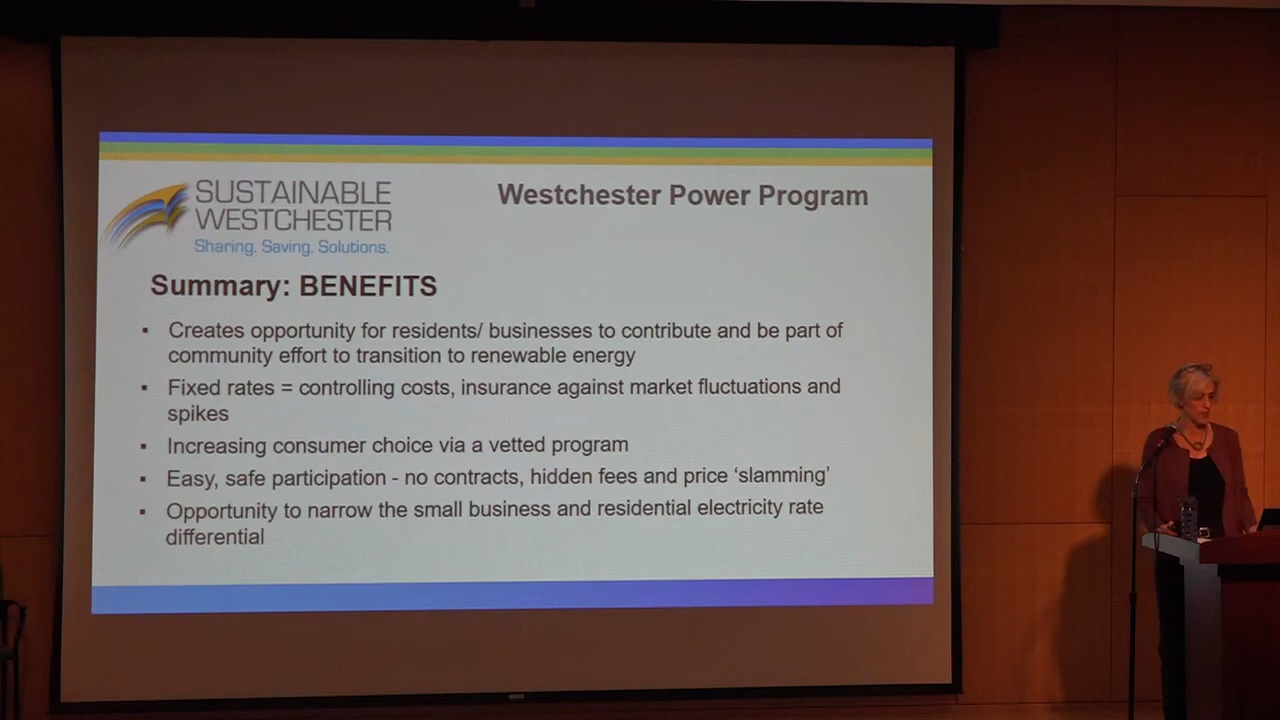 SUSTAINABLE
WESTCHESTER
Sharing. Saving. Solutions.
Westchester Power Program
Summary: BENEFITS
▪ Creates opportunity for residents/ businesses to contribute and be part of
community effort to transition to renewable energy
▪ Fixed rates = controlling costs, insurance against market fluctuations and
spikes
▪ Increasing consumer choice via a vetted program
▪ Easy, safe participation - no contracts, hidden fees and price ‘slamming’
▪ Opportunity to narrow the small business and residential electricity rate
differential